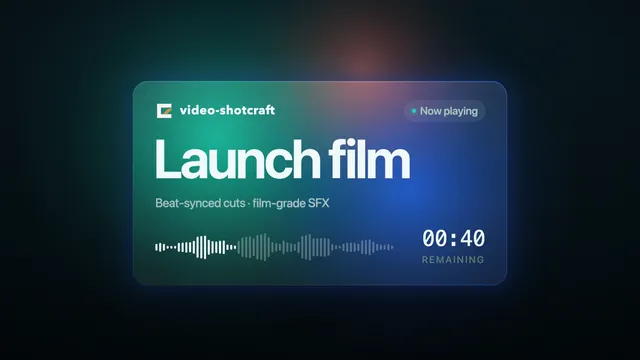 video-shotcraft
Now playing
Launch film
Beat-synced cuts · film-grade SFX
00:40
REMAINING